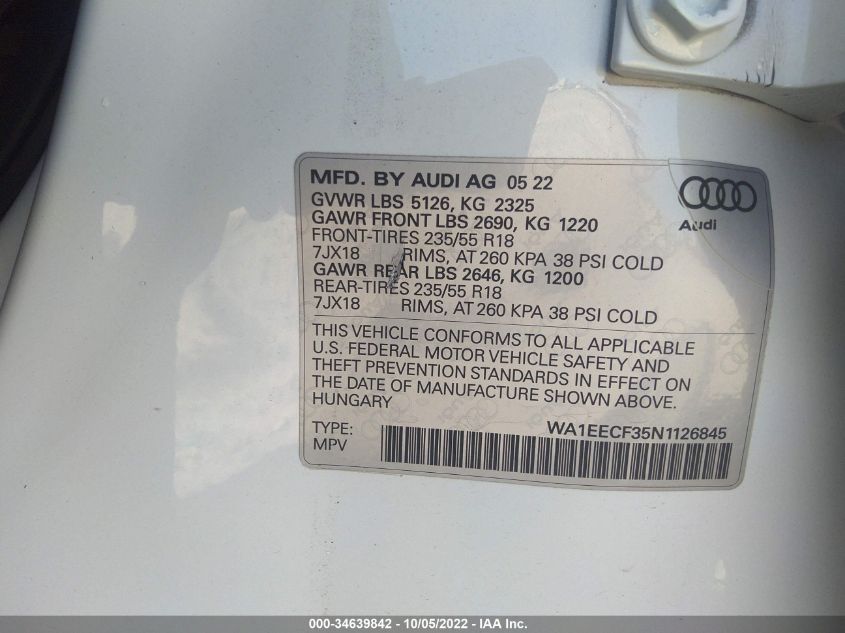 MFD. BY AUDI AG 05 22
GVWR LBS 5126, KG 2325
GAWR FRONT LBS 2690, KG 1220
FRONT-TIRES 235/55 R18
7JX18 RIMS, AT 260 KPA 38 PSI COLD
GAWR REAR LBS 2646, KG 1200
REAR-TIRES 235/55 R18
7JX18 RIMS, AT 260 KPA 38 PSI COLD
Audi
THIS VEHICLE CONFORMS TO ALL APPLICABLE
U.S. FEDERAL MOTOR VEHICLE SAFETY AND
THEFT PREVENTION STANDARDS IN EFFECT ON
THE DATE OF MANUFACTURE SHOWN ABOVE.
HUNGARY
TYPE: WA1EECF35N1126845
MPV
000-34639842 - 10/05/2022 - IAA Inc.